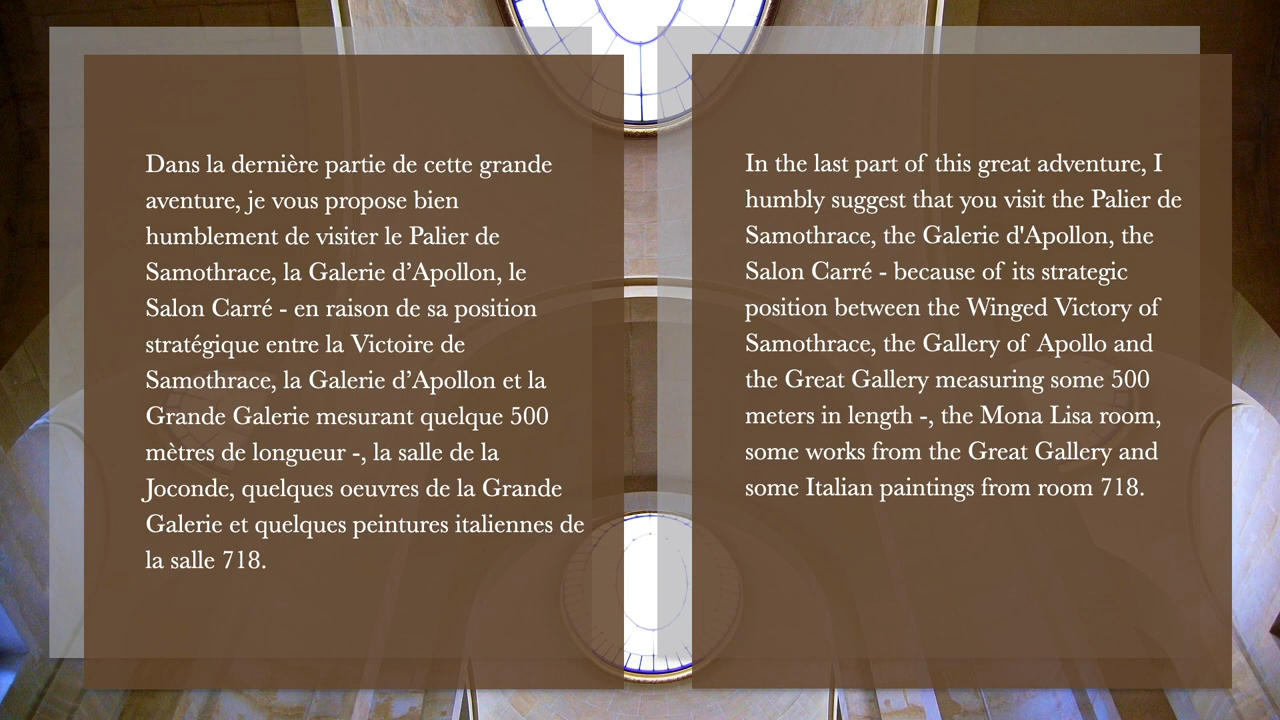 Dans la dernière partie de cette grande
aventure, je vous propose bien
humblement de visiter le Palier de
Samothrace, la Galerie d’Apollon, le
Salon Carré - en raison de sa position
stratégique entre la Victoire de
Samothrace, la Galerie d’Apollon et la
Grande Galerie mesurant quelque 500
mètres de longueur -, la salle de la
Joconde, quelques oeuvres de la Grande
Galerie et quelques peintures italiennes de
la salle 718.
In the last part of this great adventure, I
humbly suggest that you visit the Palier de
Samothrace, the Galerie d'Apollon, the
Salon Carré - because of its strategic
position between the Winged Victory of
Samothrace, the Gallery of Apollo and
the Great Gallery measuring some 500
meters in length -, the Mona Lisa room,
some works from the Great Gallery and
some Italian paintings from room 718.